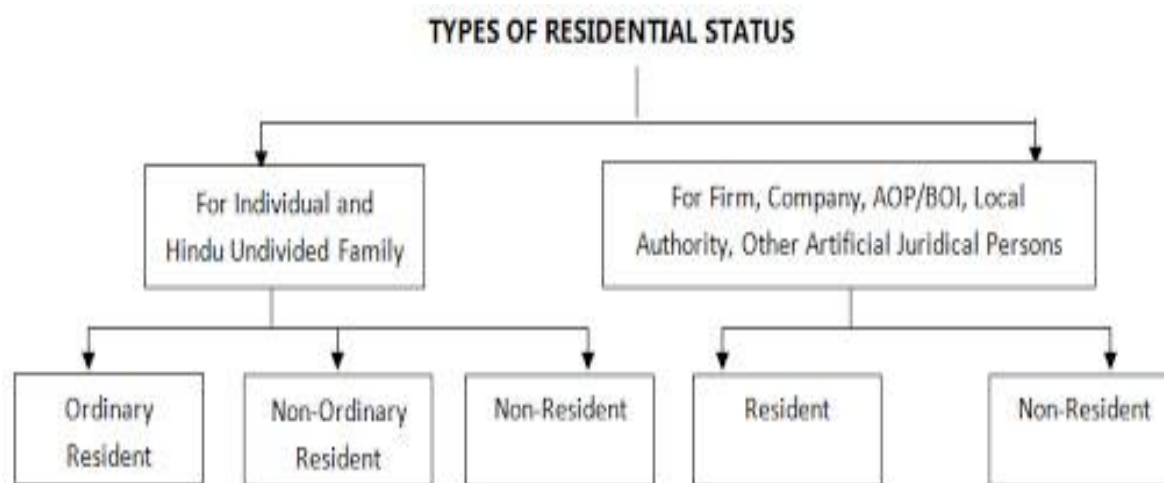 TYPES OF RESIDENTIAL STATUS
For Individual and
Hindu Undivided Family
For Firm, Company, AOP/BOI, Local
Authority, Other Artificial Juridical Persons
Ordinary
Resident
Non-Ordinary
Resident
Non-Resident
Resident
Non-Resident